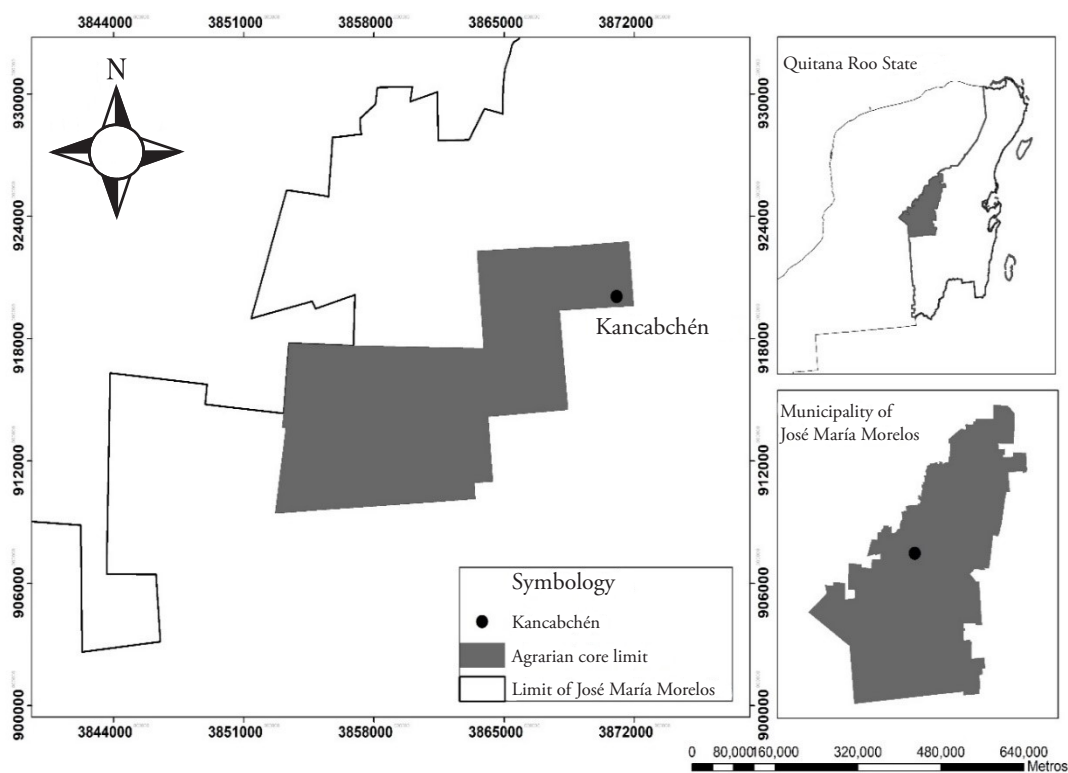 3844000 3851000 3858000 3865000 3872000
N
930000
924000
918000
912000
906000
900000
Kancabchén
Symbology
Kancabchén
Agrarian core limit
Limit of José María Morelos
3844000 3851000 3858000 3865000 3872000
930000
924000
918000
912000
906000
900000
Quitana Roo State
Municipality of
José María Morelos
0 80,000160,000 320,000 480,000 640,000
Metros